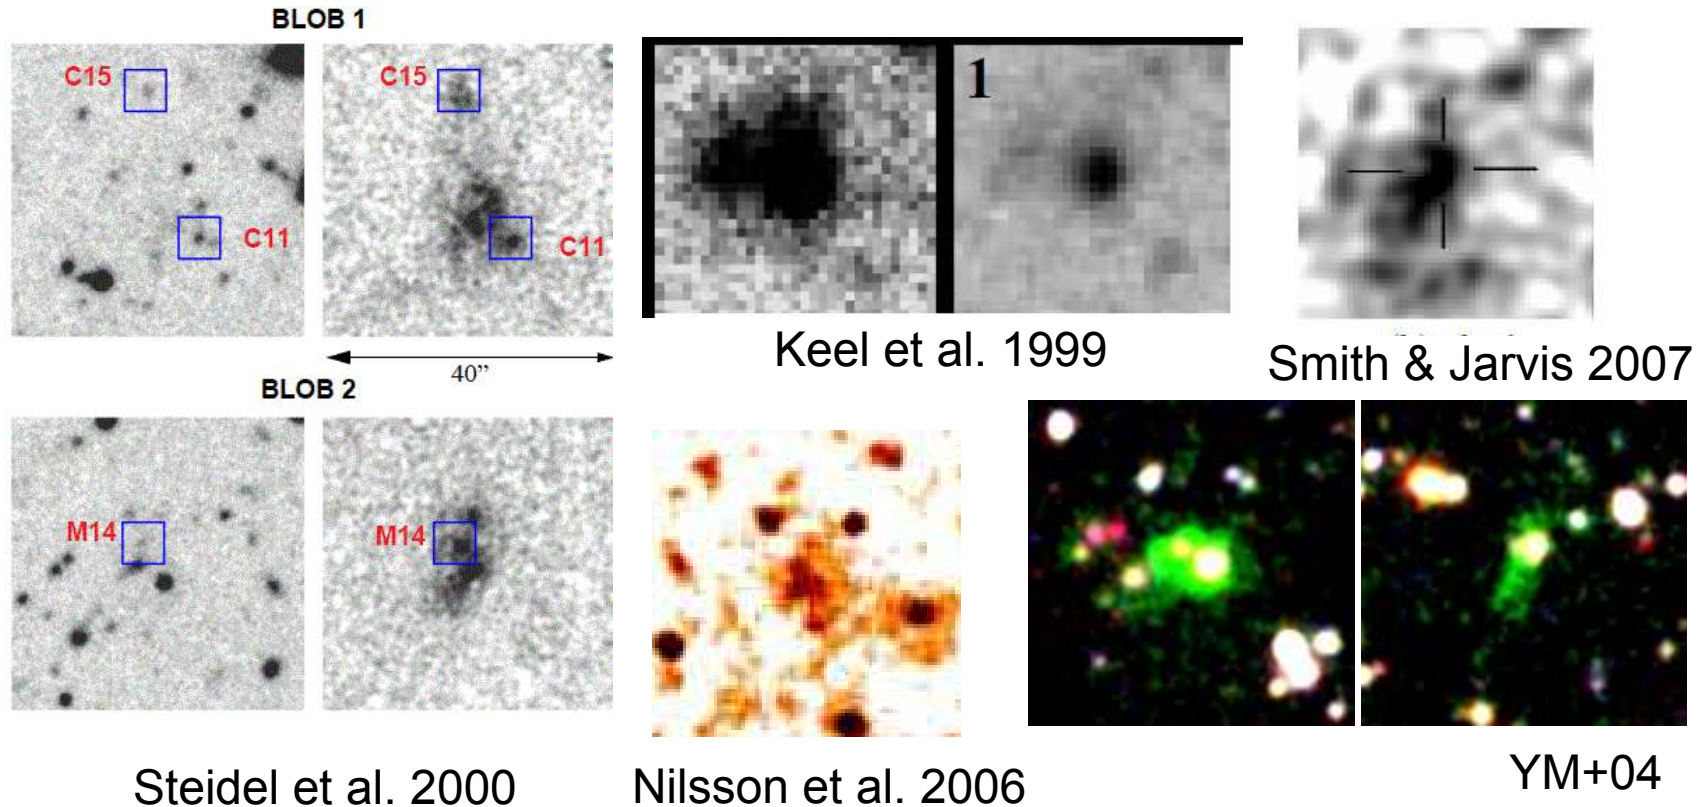 BLOB 1
C15
C11
C15
C11
40”
BLOB 2
M14
M14
Steidel et al. 2000
1
Keel et al. 1999
Smith & Jarvis 2007
Nilsson et al. 2006
YM+04